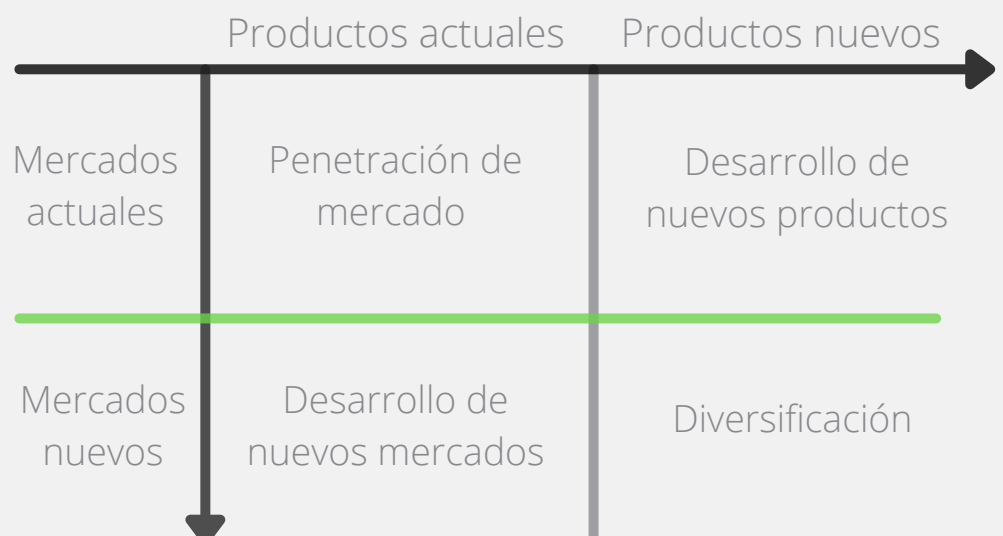 Productos actuales
Productos nuevos
Mercados
actuales
Penetración de
mercado
Desarrollo de
nuevos productos
Mercados
nuevos
Desarrollo de
nuevos mercados
Diversificación